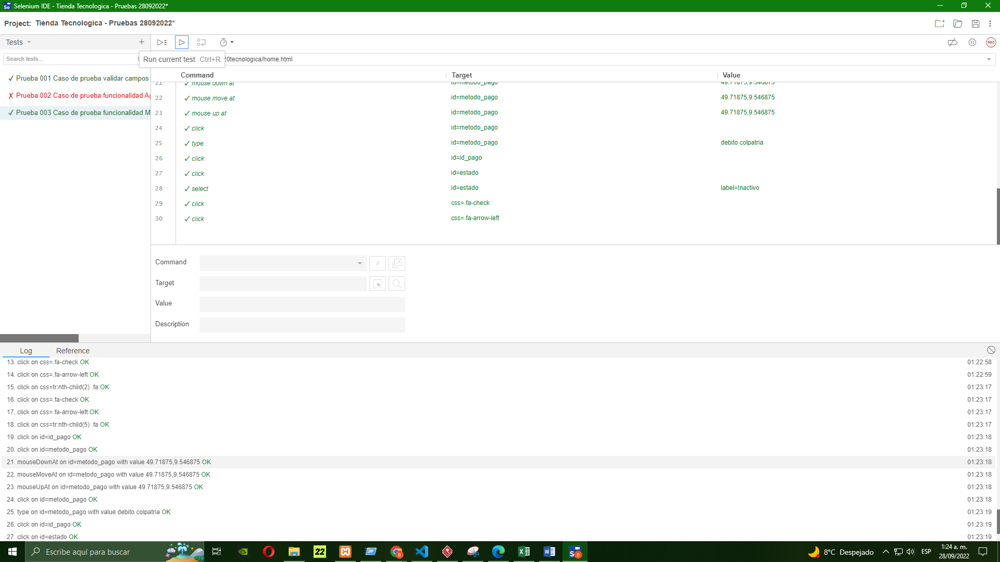 Selenium IDE - Tienda Tecnologica - Pruebas 28092022*
Project: Tienda Tecnologica - Pruebas 28092022*
Tests
Search tests...
Run current test Ctrl+R
20tecnologica/home.html
✓ Prueba 001 Caso de prueba validar campos
✗ Prueba 002 Caso de prueba funcionalidad Ag
✓ Prueba 003 Caso de prueba funcionalidad M
Command Target Value
21 ✓ mouse down at id=metodo_pago 49.71875,9.546875
22 ✓ mouse move at id=metodo_pago 49.71875,9.546875
23 ✓ mouse up at id=metodo_pago 49.71875,9.546875
24 ✓ click id=metodo_pago
25 ✓ type id=metodo_pago debito colpatria
26 ✓ click id=id_pago
27 ✓ click id=estado
28 ✓ select id=estado label=Inactivo
29 ✓ click css=.fa-check
30 ✓ click css=.fa-arrow-left
Command
//
Target
Value
Description
Log Reference
13. click on css=.fa-check OK 01:22:58
14. click on css=.fa-arrow-left OK 01:22:59
15. click on css=tr:nth-child(2) .fa OK 01:23:17
16. click on css=.fa-check OK 01:23:17
17. click on css=.fa-arrow-left OK 01:23:17
18. click on css=tr:nth-child(5) .fa OK 01:23:17
19. click on id=id_pago OK 01:23:18
20. click on id=metodo_pago OK 01:23:18
21. mouseDownAt on id=metodo_pago with value 49.71875,9.546875 OK 01:23:18
22. mouseMoveAt on id=metodo_pago with value 49.71875,9.546875 OK 01:23:18
23. mouseUpAt on id=metodo_pago with value 49.71875,9.546875 OK 01:23:18
24. click on id=metodo_pago OK 01:23:18
25. type on id=metodo_pago with value debito colpatria OK 01:23:19
26. click on id=id_pago OK 01:23:19
27. click on id=estado OK 01:23:19
Escribe aquí para buscar
22
8°C Despejado
ESP
1:24 a. m.
28/09/2022
REC